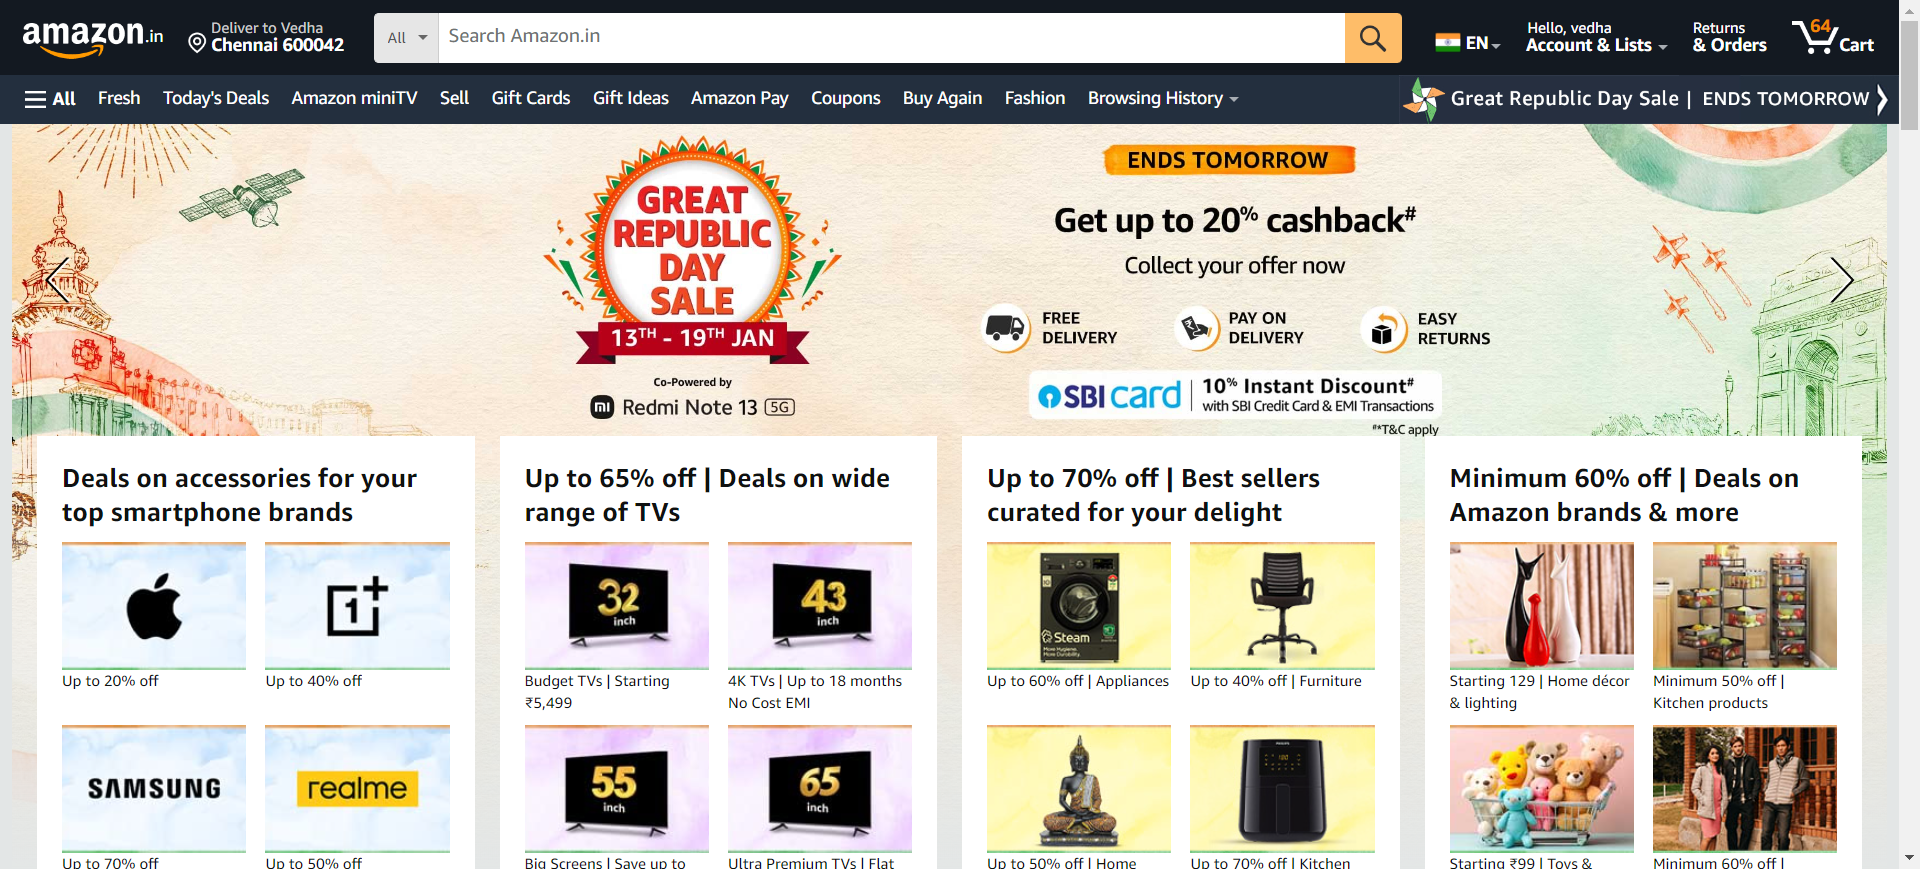 amazon.in
Deliver to Vedha
Chennai 600042
All
Search Amazon.in
EN
Hello, vedha
Account & Lists
Returns
& Orders
64
Cart
All
Fresh
Today's Deals
Amazon miniTV
Sell
Gift Cards
Gift Ideas
Amazon Pay
Coupons
Buy Again
Fashion
Browsing History
Great Republic Day Sale | ENDS TOMORROW
GREAT
REPUBLIC
DAY
SALE
13TH - 19TH JAN
Co-Powered by
mi Redmi Note 13 5G
ENDS TOMORROW
Get up to 20% cashback#
Collect your offer now
FREE
DELIVERY
PAY ON
DELIVERY
EASY
RETURNS
SBI card
10% Instant Discount#
with SBI Credit Card & EMI Transactions
#*T&C apply
Deals on accessories for your
top smartphone brands
Up to 20% off
1+
Up to 40% off
SAMSUNG
Up to 70% off
realme
Up to 50% off
Up to 65% off | Deals on wide
range of TVs
32
inch
Budget TVs | Starting
₹5,499
43
inch
4K TVs | Up to 18 months
No Cost EMI
55
inch
Big Screens | Save up to
65
inch
Ultra Premium TVs | Flat
Up to 70% off | Best sellers
curated for your delight
Steam
More Hygiene.
More Durability.
Up to 60% off | Appliances
Up to 40% off | Furniture
Up to 50% off | Home
PHILIPS
180
Up to 70% off | Kitchen
Minimum 60% off | Deals on
Amazon brands & more
Starting 129 | Home décor
& lighting
Minimum 50% off |
Kitchen products
Starting ₹99 | Toys &
Minimum 60% off |